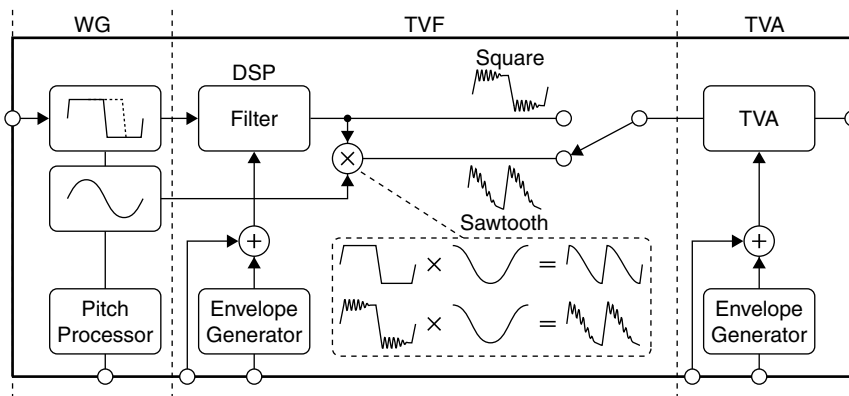 WG
TVF
TVA
DSP
Square
Filter
TVA
×
Sawtooth
+
+
× =
× =
Pitch
Processor
Envelope
Generator
Envelope
Generator